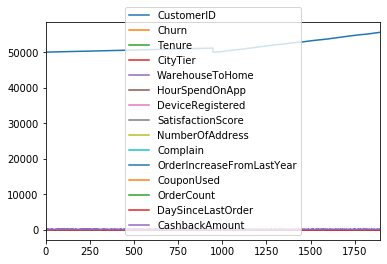 50000
40000
30000
20000
10000
0
0
250
500
750
1000
1250
1500
1750
CustomerID
Churn
Tenure
CityTier
WarehouseToHome
HourSpendOnApp
DeviceRegistered
SatisfactionScore
NumberOfAddress
Complain
OrderIncreaseFromLastYear
CouponUsed
OrderCount
DaySinceLastOrder
CashbackAmount